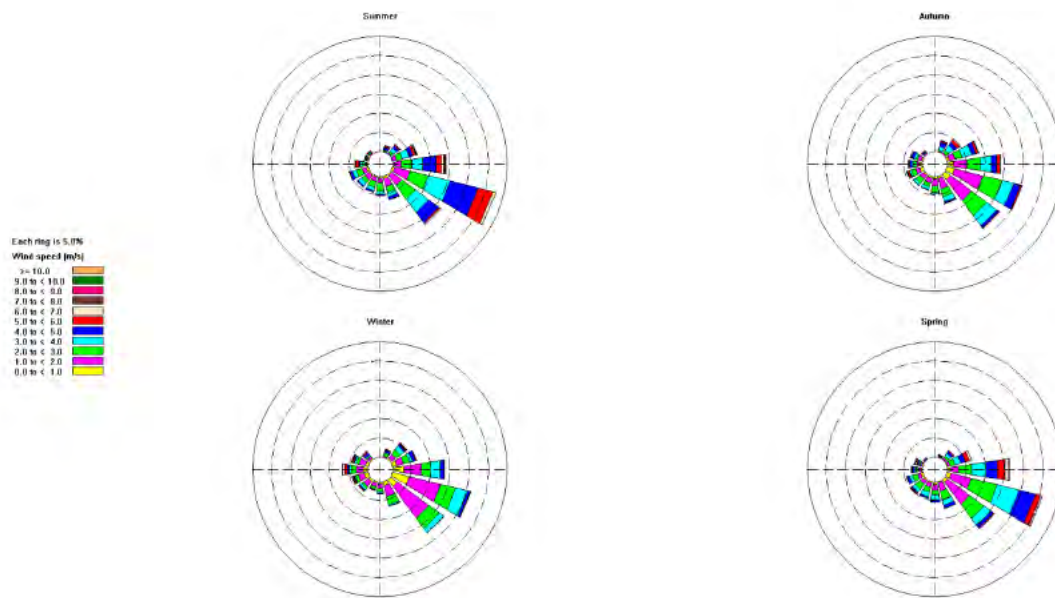 Summer
Autumn
Each ring is 5.0%
Wind speed (m/s)
>= 10.0
9.0 to < 10.0
8.0 to < 9.0
7.0 to < 8.0
6.0 to < 7.0
5.0 to < 6.0
4.0 to < 5.0
3.0 to < 4.0
2.0 to < 3.0
1.0 to < 2.0
0.0 to < 1.0
Winter
Spring